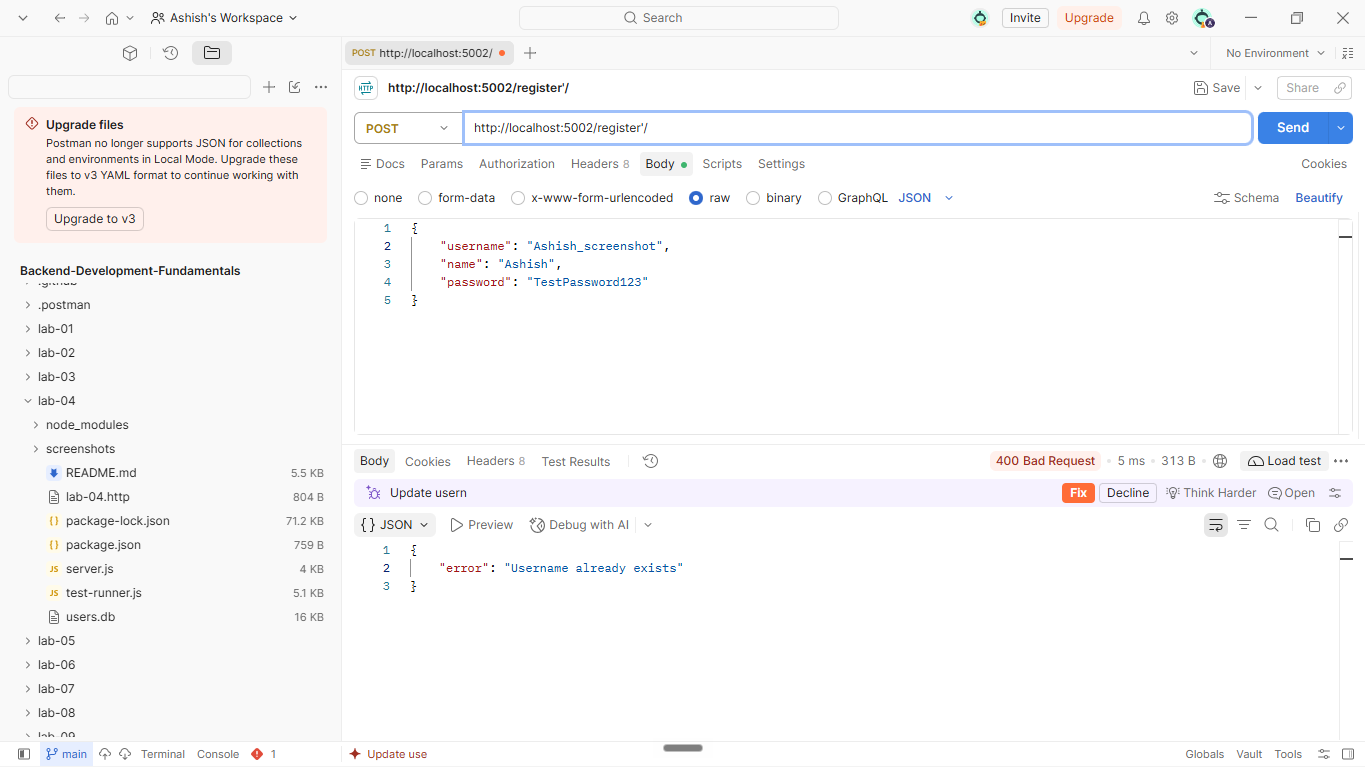 Ashish's Workspace
Search
Invite
Upgrade
POST http://localhost:5002/
No Environment
Upgrade files
Postman no longer supports JSON for collections
and environments in Local Mode. Upgrade these
files to v3 YAML format to continue working with
them.
Upgrade to v3
Backend-Development-Fundamentals
.github
.postman
lab-01
lab-02
lab-03
lab-04
node_modules
screenshots
README.md 5.5 KB
lab-04.http 804 B
package-lock.json 71.2 KB
package.json 759 B
JS server.js 4 KB
JS test-runner.js 5.1 KB
users.db 16 KB
lab-05
lab-06
lab-07
lab-08
lab-09
HTTP http://localhost:5002/register'/
Save Share
POST http://localhost:5002/register'/ Send
Docs Params Authorization Headers 8 Body Scripts Settings Cookies
none form-data x-www-form-urlencoded raw binary GraphQL JSON Schema Beautify
1 {
2 "username": "Ashish_screenshot",
3 "name": "Ashish",
4 "password": "TestPassword123"
5 }
Body Cookies Headers 8 Test Results 400 Bad Request • 5 ms • 313 B Load test
Update usern Fix Decline Think Harder Open
{} JSON Preview Debug with AI
1 {
2 "error": "Username already exists"
3 }
main Terminal Console 1 Update use Globals Vault Tools